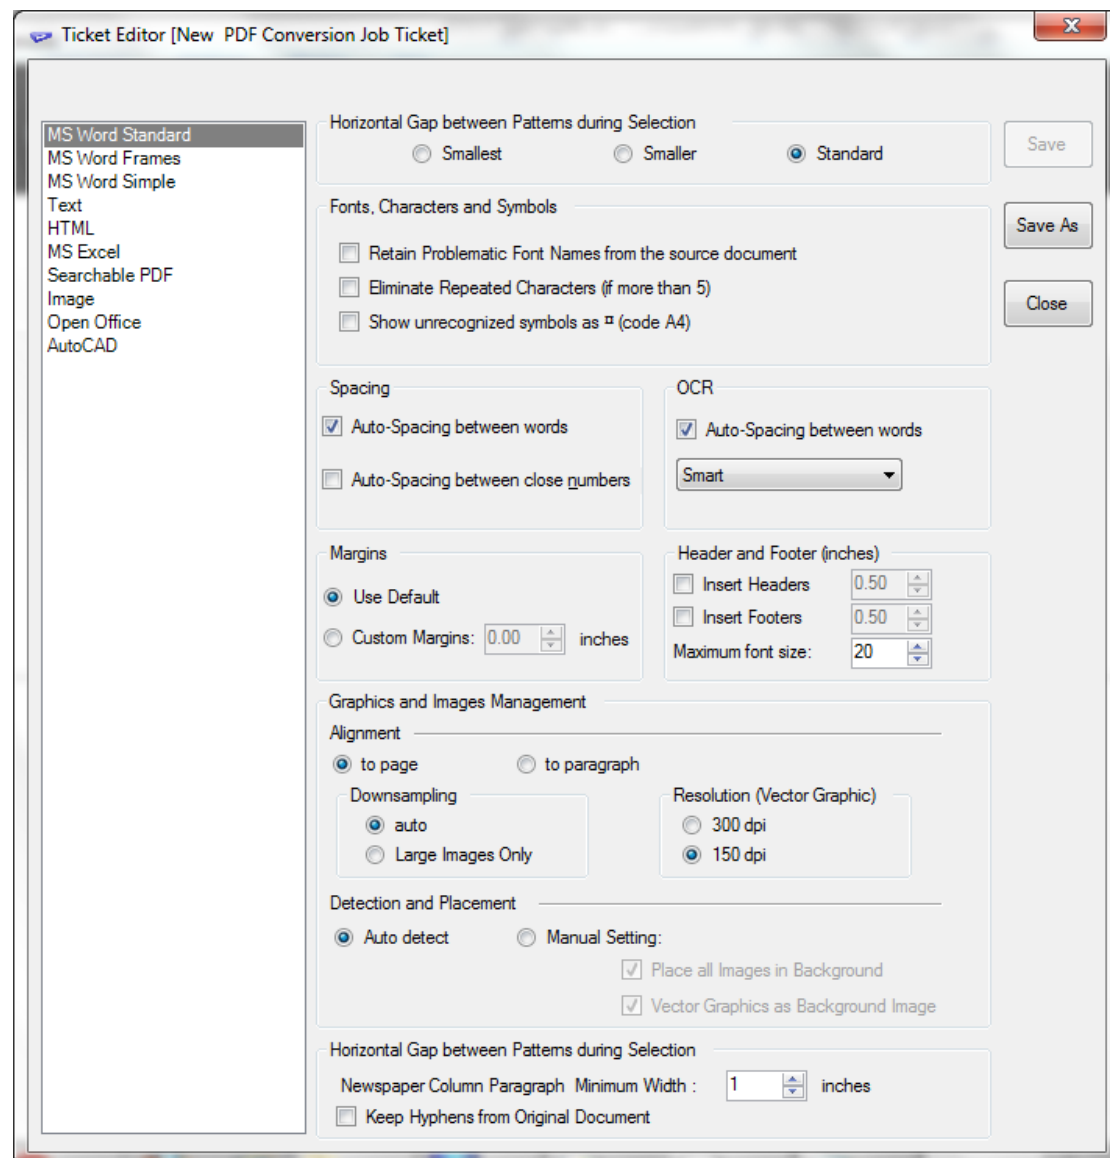 Ticket Editor [New PDF Conversion Job Ticket]
MS Word Standard
MS Word Frames
MS Word Simple
Text
HTML
MS Excel
Searchable PDF
Image
Open Office
AutoCAD
Horizontal Gap between Patterns during Selection
Smallest Smaller Standard
Fonts, Characters and Symbols
Retain Problematic Font Names from the source document
Eliminate Repeated Characters (if more than 5)
Show unrecognized symbols as ¤ (code A4)
Spacing
Auto-Spacing between words
Auto-Spacing between close numbers
OCR
Auto-Spacing between words
Smart
Margins
Use Default
Custom Margins: 0.00 inches
Header and Footer (inches)
Insert Headers 0.50
Insert Footers 0.50
Maximum font size: 20
Graphics and Images Management
Alignment
to page to paragraph
Downsampling
auto
Large Images Only
Resolution (Vector Graphic)
300 dpi
150 dpi
Detection and Placement
Auto detect Manual Setting:
Place all Images in Background
Vector Graphics as Background Image
Horizontal Gap between Patterns during Selection
Newspaper Column Paragraph Minimum Width : 1 inches
Keep Hyphens from Original Document
Save
Save As
Close